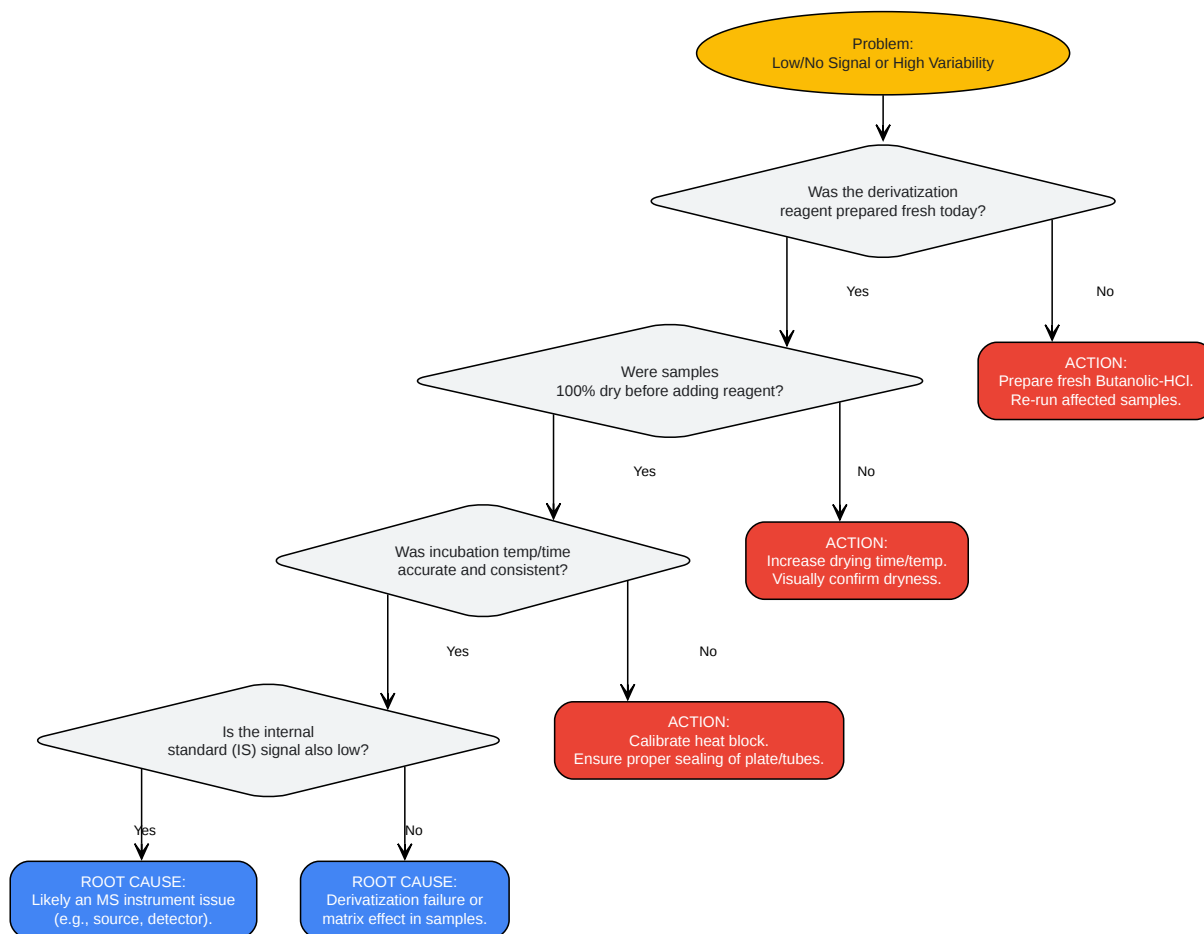 Problem:
Low/No Signal or High Variability
Was the derivatization
reagent prepared fresh today?
Yes
No
ACTION:
Prepare fresh Butanolic-HCl.
Re-run affected samples.
Were samples
100% dry before adding reagent?
Yes
No
ACTION:
Increase drying time/temp.
Visually confirm dryness.
Was incubation temp/time
accurate and consistent?
Yes
No
ACTION:
Calibrate heat block.
Ensure proper sealing of plate/tubes.
Is the internal
standard (IS) signal also low?
Yes
No
ROOT CAUSE:
Likely an MS instrument issue
(e.g., source, detector).
ROOT CAUSE:
Derivatization failure or
matrix effect in samples.